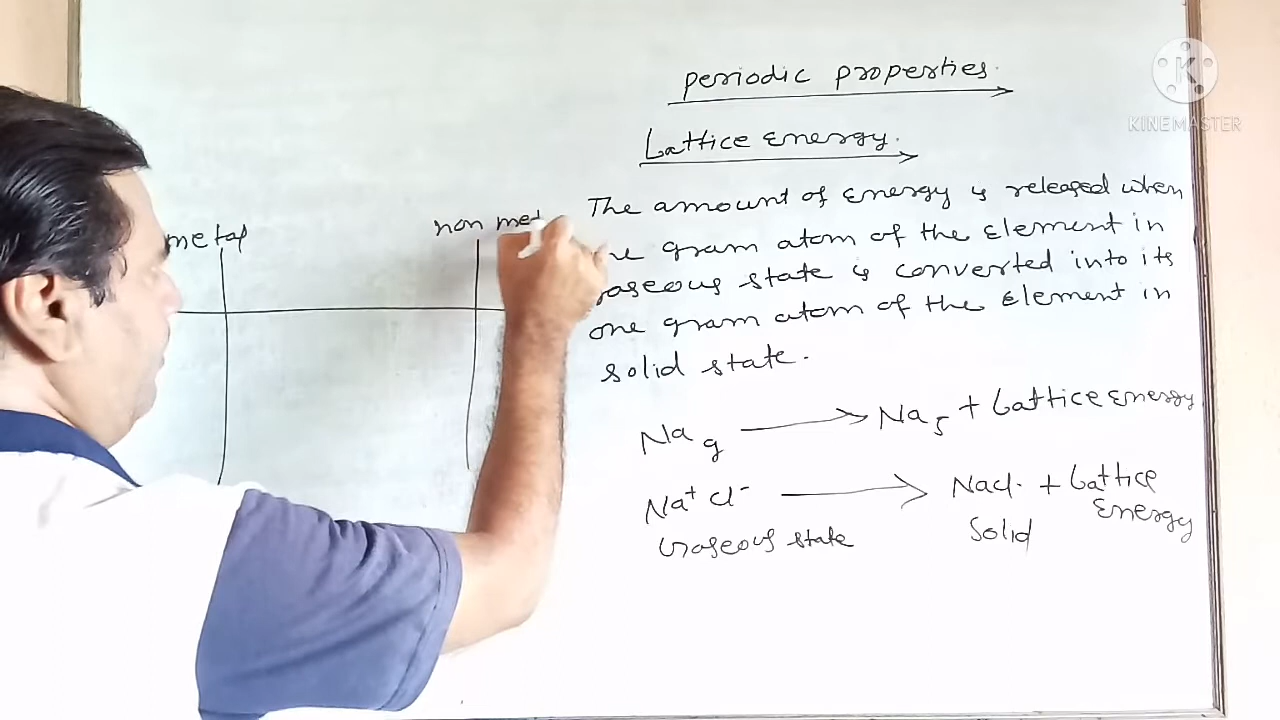 Periodic properties.
Lattice Energy.
metal
non met
The amount of Energy is released when
gram atom of the Element in
gaseous state is converted into its
one gram atom of the Element in
solid state.
Na g → Na s + Lattice Energy
Na+ Cl- → NaCl. + Lattice
Energy
Gaseous state
Solid
KINEMASTER